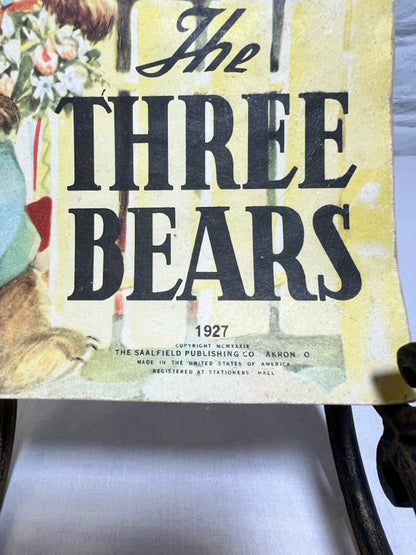 The
THREE
BEARS
1927
COPYRIGHT MCMXXXIX
THE SAALFIELD PUBLISHING CO. AKRON, O.
MADE IN THE UNITED STATES OF AMERICA
REGISTERED AT STATIONERS' HALL